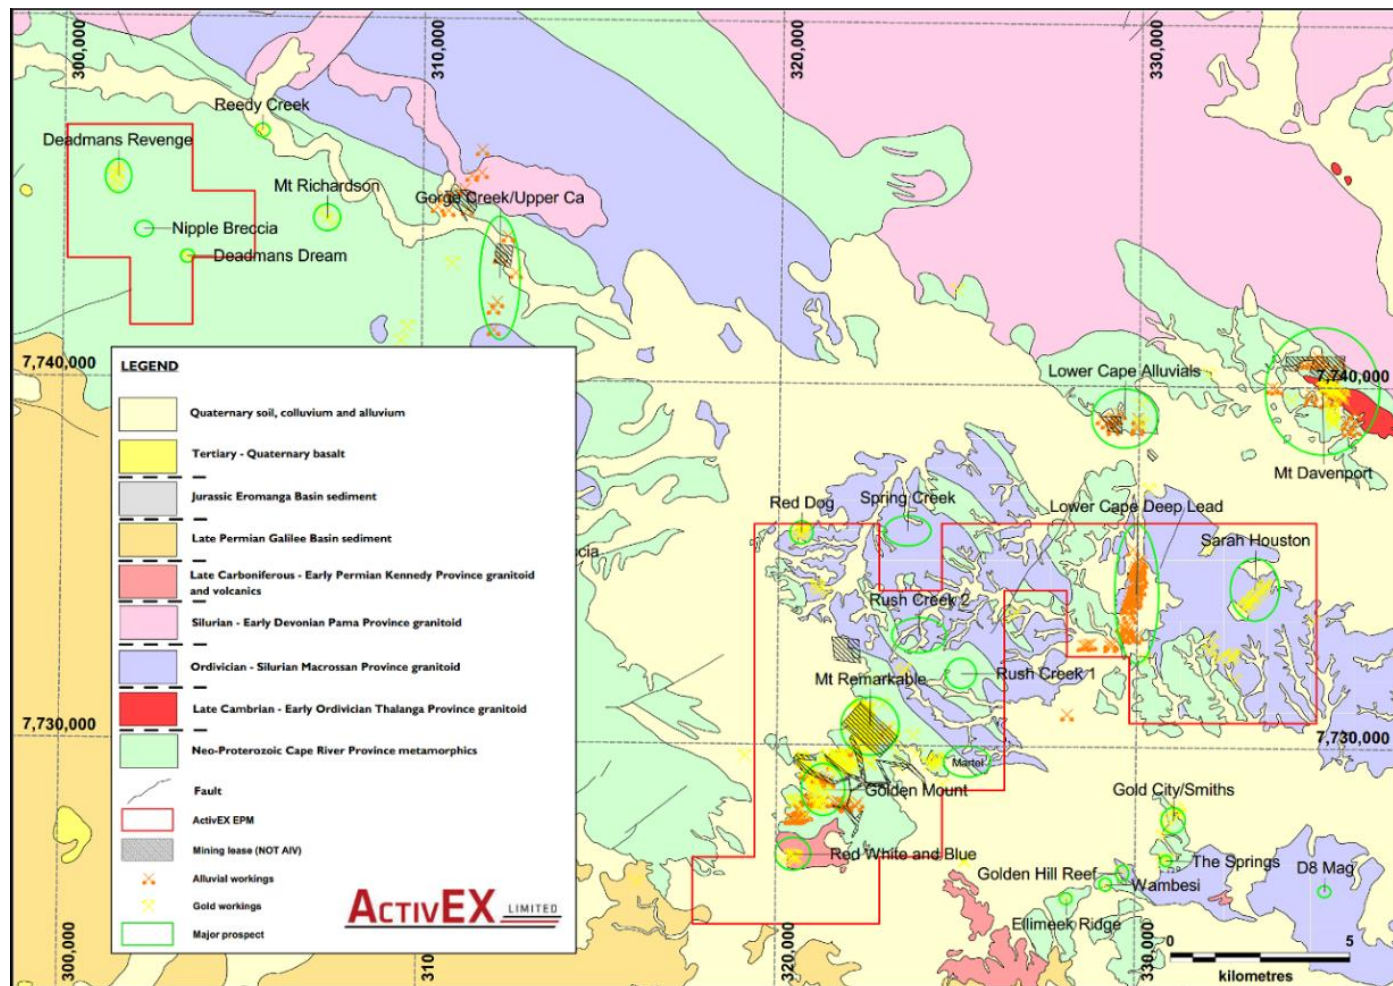 300,000
310,000
320,000
330,000
Reedy Creek
Deadmans Revenge
Mt Richardson
Gorge Creek/Upper Ca
Nipple Breccia
Deadmans Dream
7,740,000
7,740,000
Lower Cape Alluvials
Mt Davenport
LEGEND
Quaternary soil, colluvium and alluvium
Tertiary - Quaternary basalt
Jurassic Eromanga Basin sediment
Late Permian Galilee Basin sediment
Late Carboniferous - Early Permian Kennedy Province granitoid
and volcanics
Silurian - Early Devonian Pama Province granitoid
Ordivician - Silurian Macrossan Province granitoid
Late Cambrian - Early Ordivician Thalanga Province granitoid
Neo-Proterozoic Cape River Province metamorphics
Fault
ActivEX EPM
Mining lease (NOT AIV)
Alluvial workings
Gold workings
Major prospect
ACTIVEX LIMITED
Red Dog
Spring Creek
Lower Cape Deep Lead
Sarah Houston
ccia
Rush Creek 2
Mt Remarkable
Rush Creek 1
7,730,000
7,730,000
Martel
Golden Mount
Gold City/Smiths
Red White and Blue
The Springs
Golden Hill Reef
Wambesi
D8 Mag
Ellimeek Ridge
300,000
310
320,000
330,000
0 5
kilometres